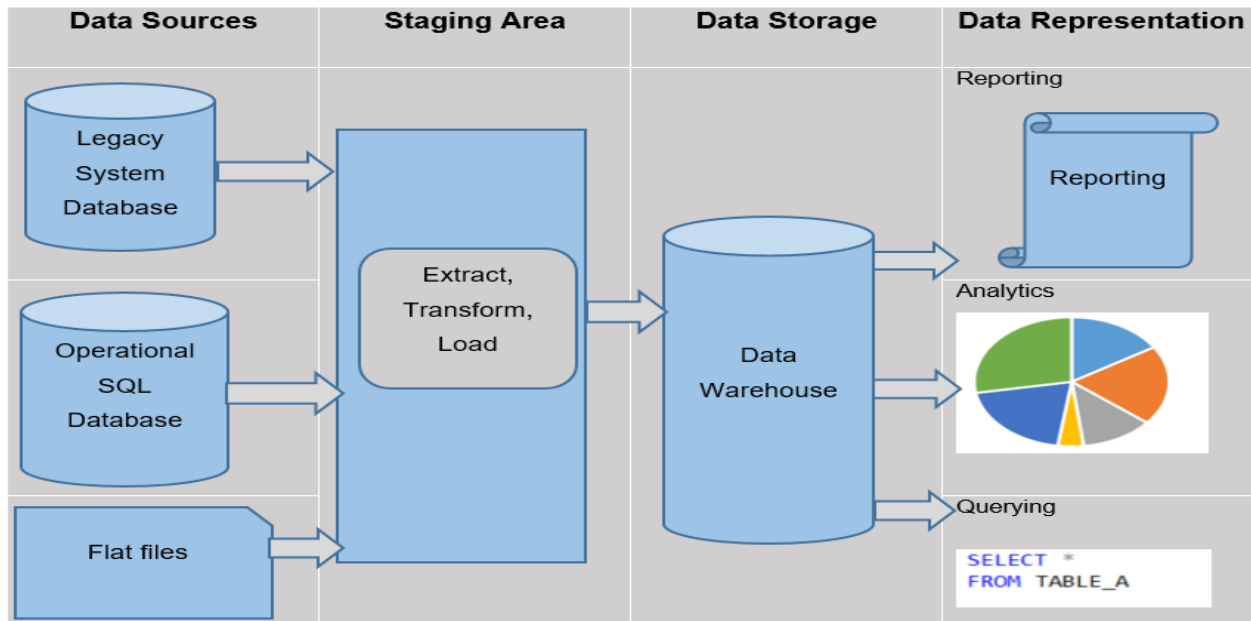 Data Sources
Staging Area
Data Storage
Data Representation
Legacy
System
Database
Operational
SQL
Database
Flat files
Extract,
Transform,
Load
Data
Warehouse
Reporting
Reporting
Analytics
Querying
SELECT *
FROM TABLE_A